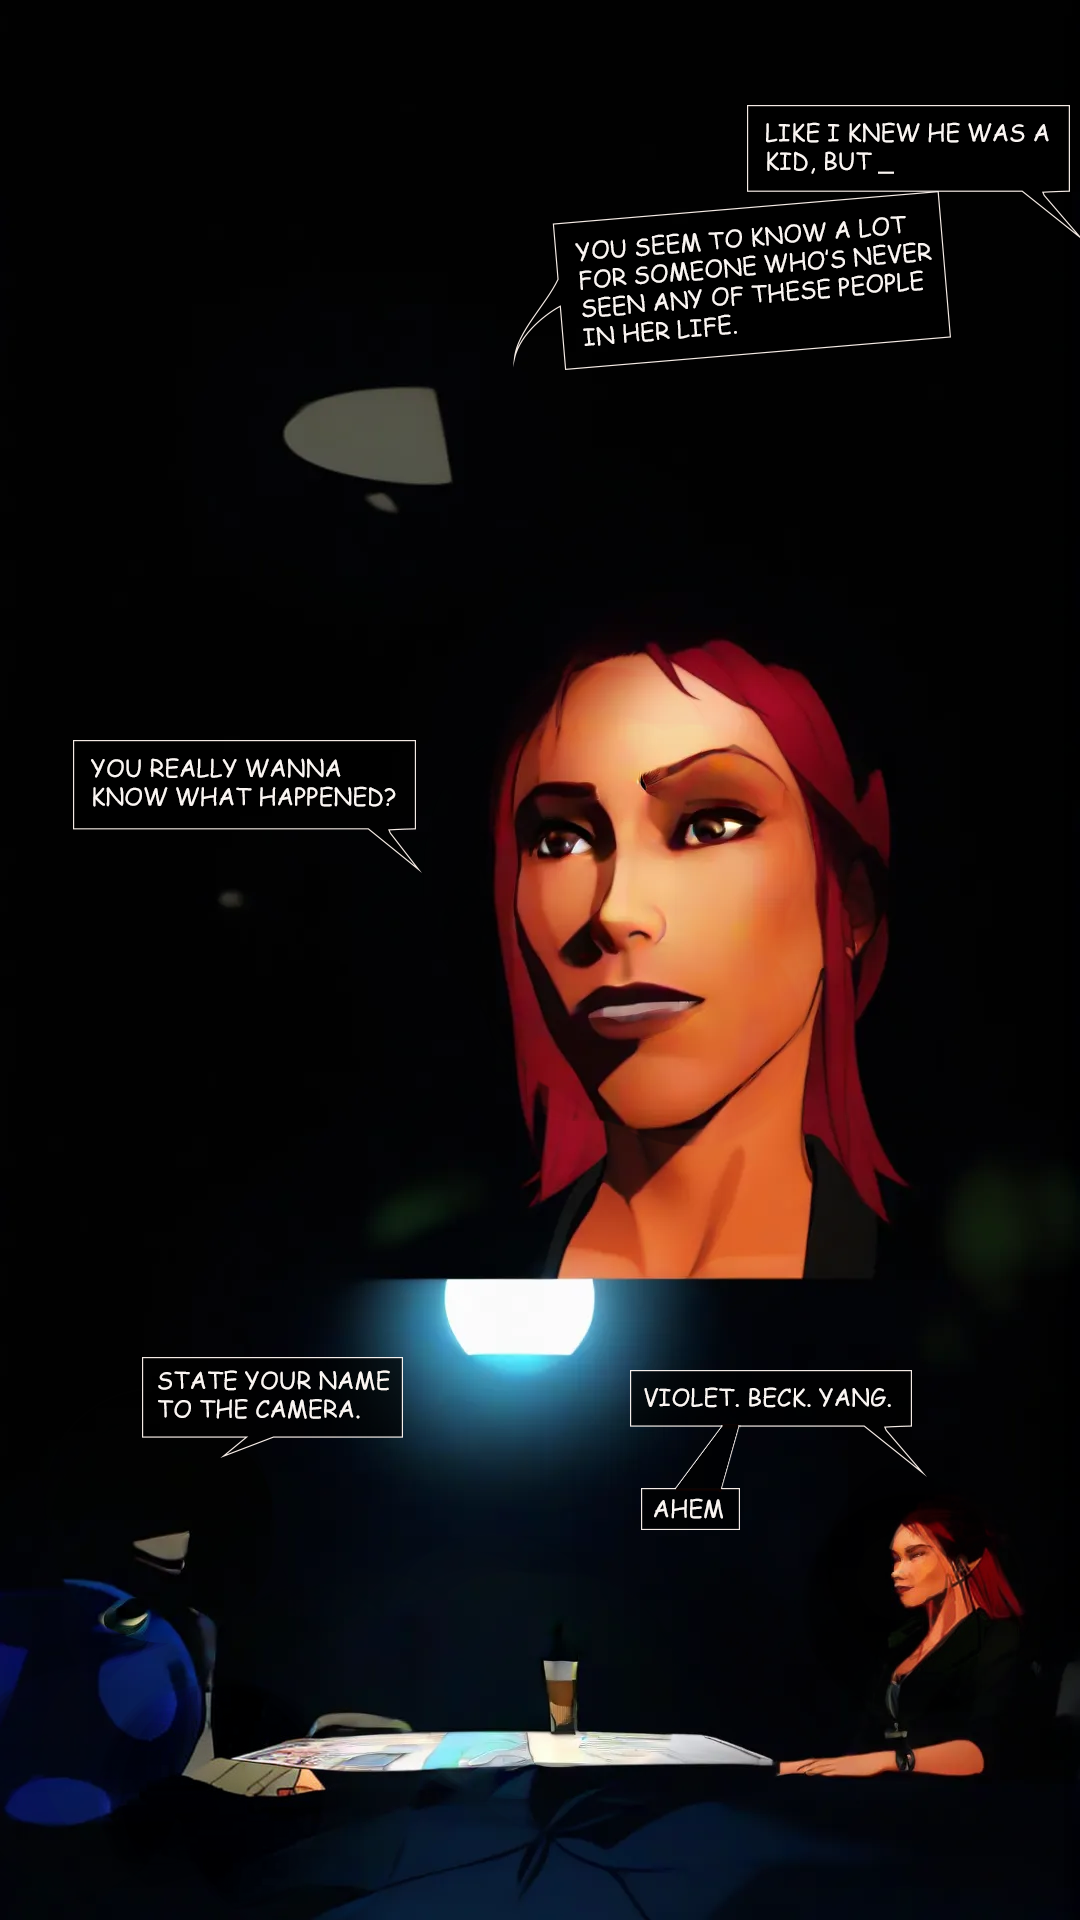 LIKE I KNEW HE WAS A
KID, BUT _
YOU SEEM TO KNOW A LOT
FOR SOMEONE WHO'S NEVER
SEEN ANY OF THESE PEOPLE
IN HER LIFE.
YOU REALLY WANNA
KNOW WHAT HAPPENED?
STATE YOUR NAME
TO THE CAMERA.
VIOLET. BECK. YANG.
AHEM